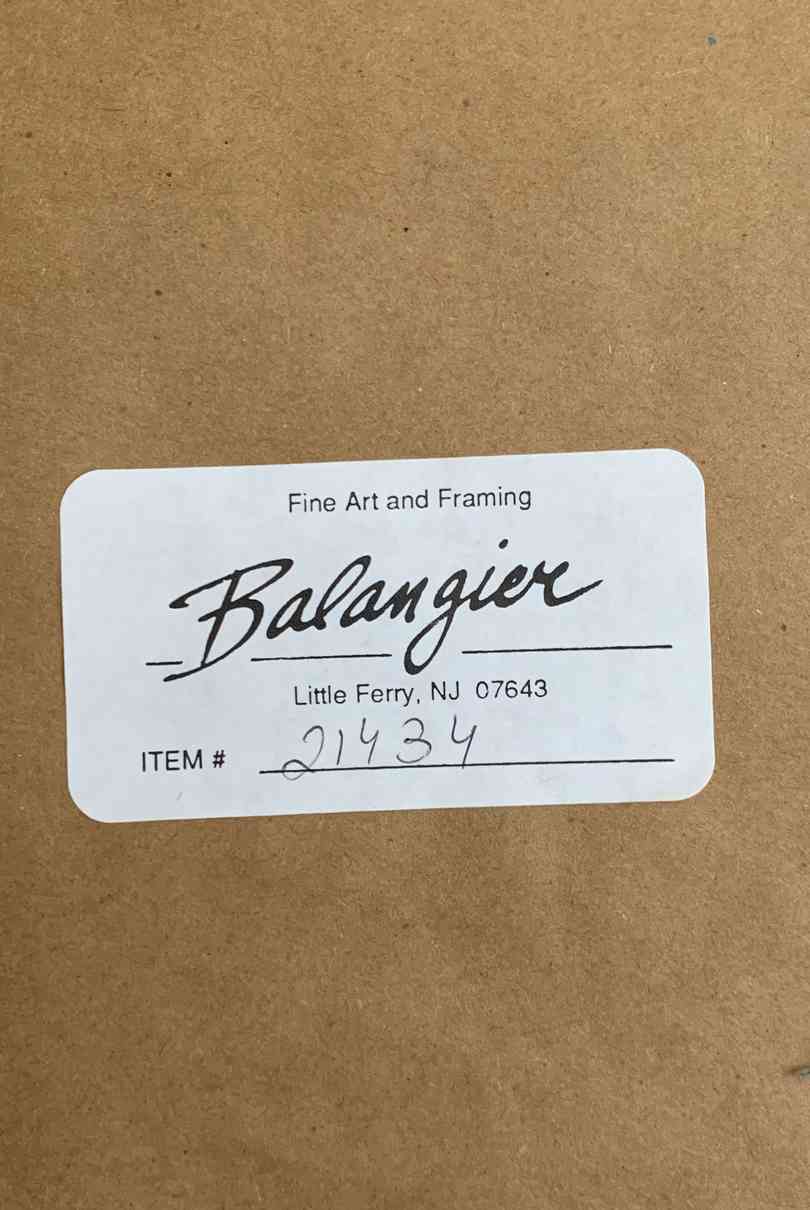 Fine Art and Framing
Balangier
Little Ferry, NJ 07643
ITEM # 21434